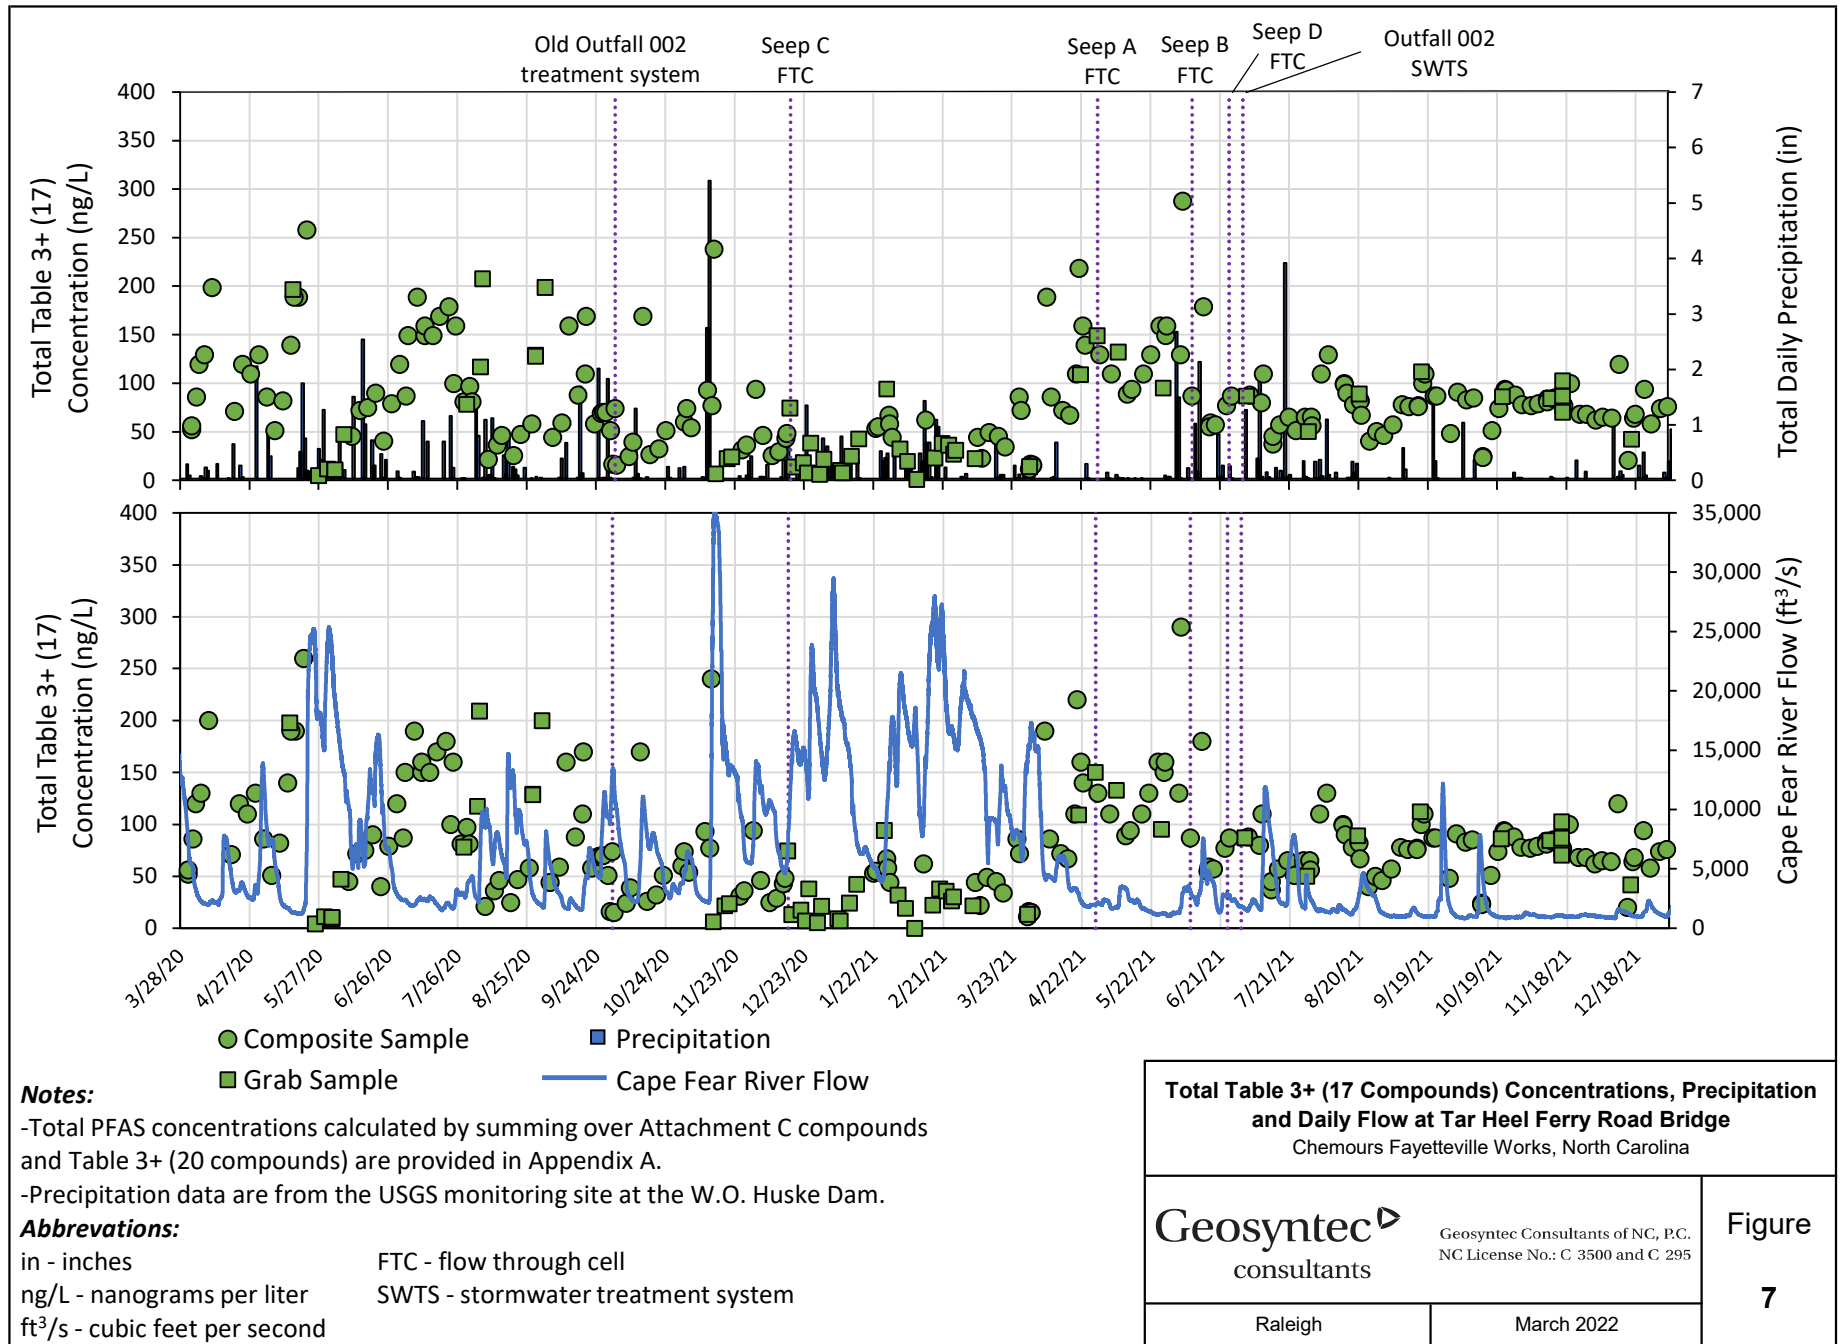 Old Outfall 002
treatment system
Seep C
FTC
Seep A
FTC
Seep B
FTC
Seep D
FTC
Outfall 002
SWTS
Total Table 3+ (17)
Concentration (ng/L)
400
350
300
250
200
150
100
50
0
7
6
5
4
3
2
1
0
Total Daily Precipitation (in)
Total Table 3+ (17)
Concentration (ng/L)
400
350
300
250
200
150
100
50
0
35,000
30,000
25,000
20,000
15,000
10,000
5,000
0
Cape Fear River Flow (ft³/s)
3/28/20
4/27/20
5/27/20
6/26/20
7/26/20
8/25/20
9/24/20
10/24/20
11/23/20
12/23/20
1/22/21
2/21/21
3/23/21
4/22/21
5/22/21
6/21/21
7/21/21
8/20/21
9/19/21
10/19/21
11/18/21
12/18/21
Composite Sample
Precipitation
Grab Sample
Cape Fear River Flow
Notes:
-Total PFAS concentrations calculated by summing over Attachment C compounds
and Table 3+ (20 compounds) are provided in Appendix A.
-Precipitation data are from the USGS monitoring site at the W.O. Huske Dam.
Abbrevations:
in - inches
FTC - flow through cell
ng/L - nanograms per liter
SWTS - stormwater treatment system
ft³/s - cubic feet per second
Total Table 3+ (17 Compounds) Concentrations, Precipitation
and Daily Flow at Tar Heel Ferry Road Bridge
Chemours Fayetteville Works, North Carolina
Geosyntec
consultants
Geosyntec Consultants of NC, P.C.
NC License No.: C 3500 and C 295
Figure
7
Raleigh
March 2022